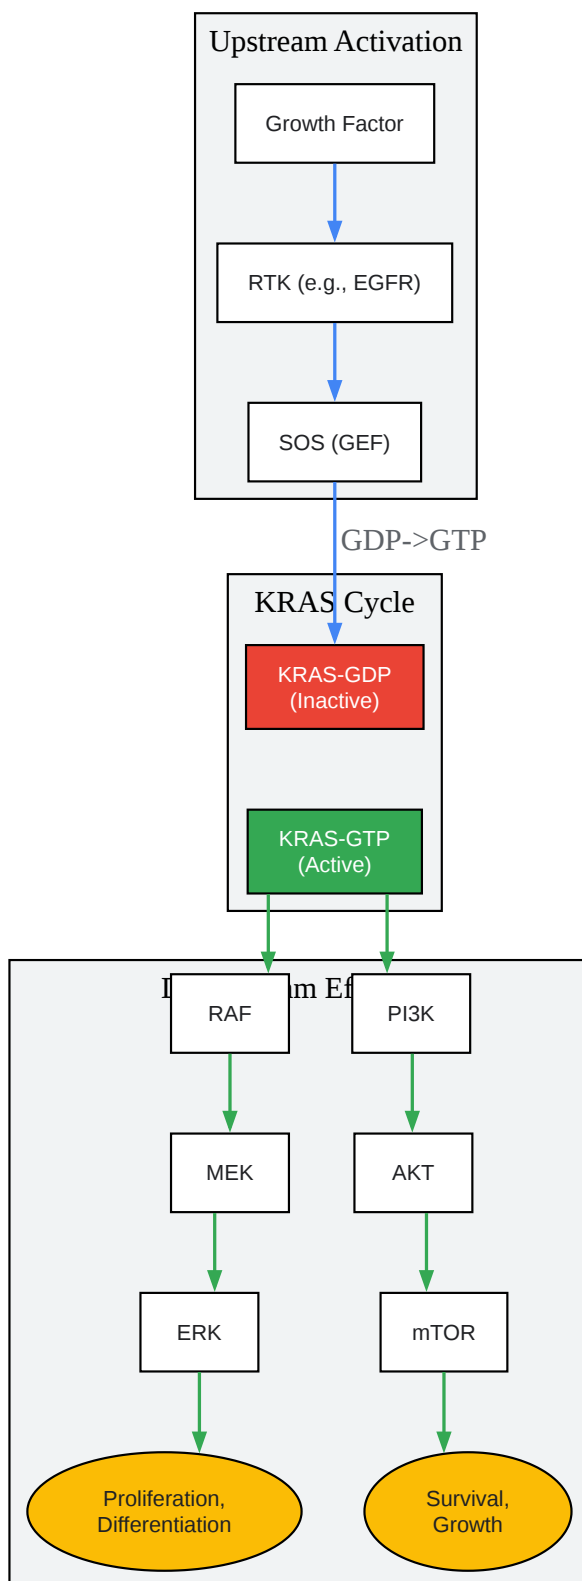 Upstream Activation
Growth Factor
RTK (e.g., EGFR)
SOS (GEF)
GDP->GTP
KRAS Cycle
KRAS-GDP
(Inactive)
KRAS-GTP
(Active)
RAF
PI3K
MEK
AKT
ERK
mTOR
Proliferation,
Differentiation
Survival,
Growth